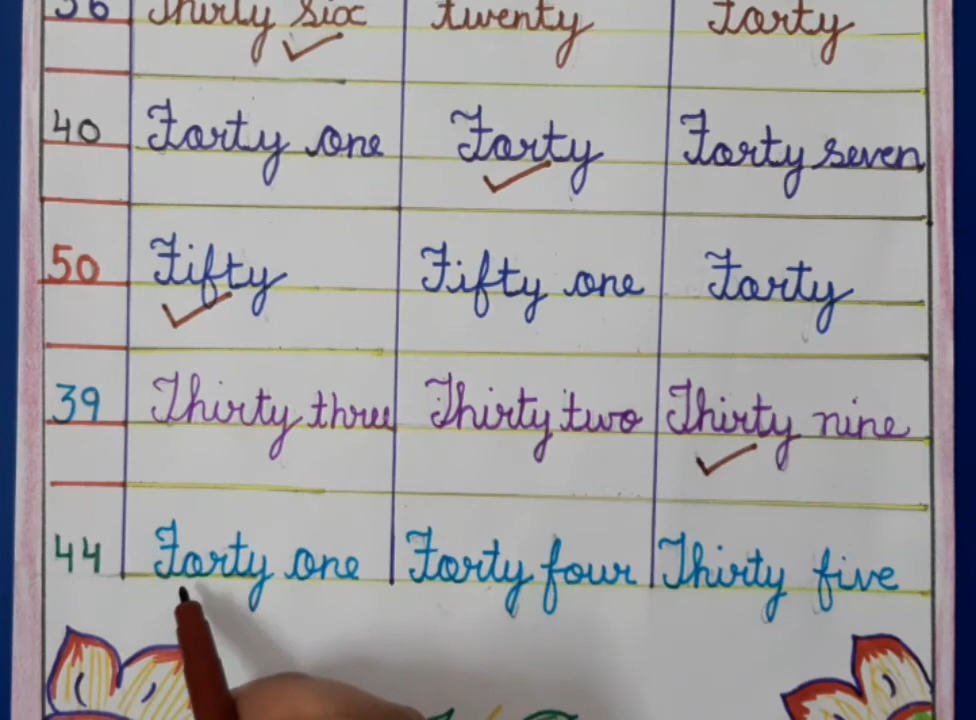 36 Thirty six twenty Forty
40 Forty one Forty Forty seven
50 Fifty Fifty one Forty
39 Thirty three Thirty two Thirty nine
44 Forty one Forty four Thirty five